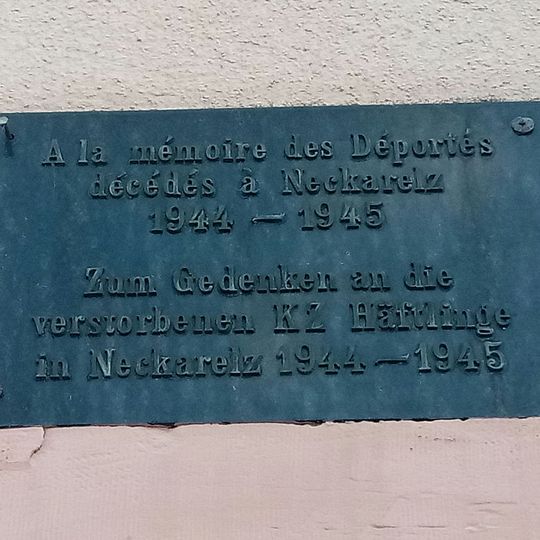 A la mémoire des Déportés
décédés à Neckarelz
1944 – 1945
Zum Gedenken an die
verstorbenen KZ Häftlinge
in Neckarelz 1944 – 1945